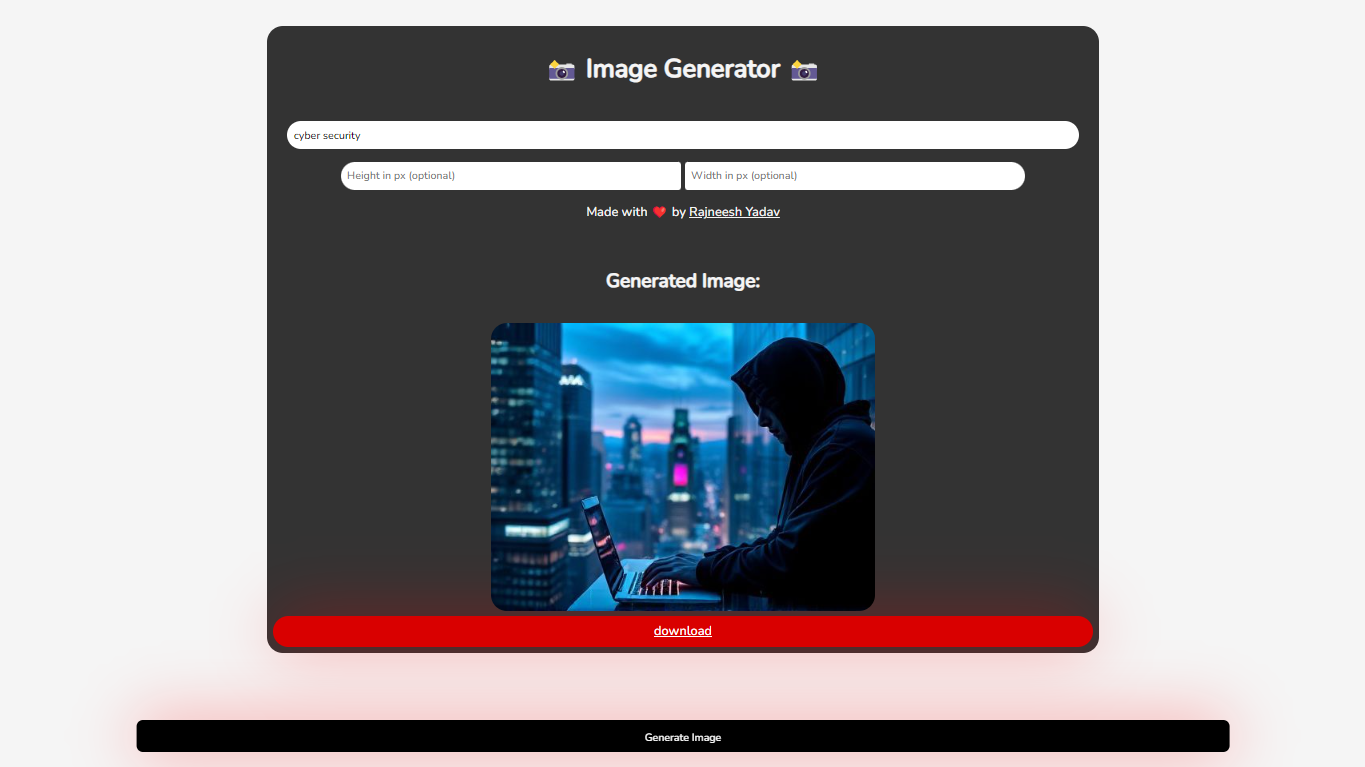 📸 Image Generator 📸
cyber security
Height in px (optional) Width in px (optional)
Made with ❤️ by Rajneesh Yadav
Generated Image:
download
Generate Image